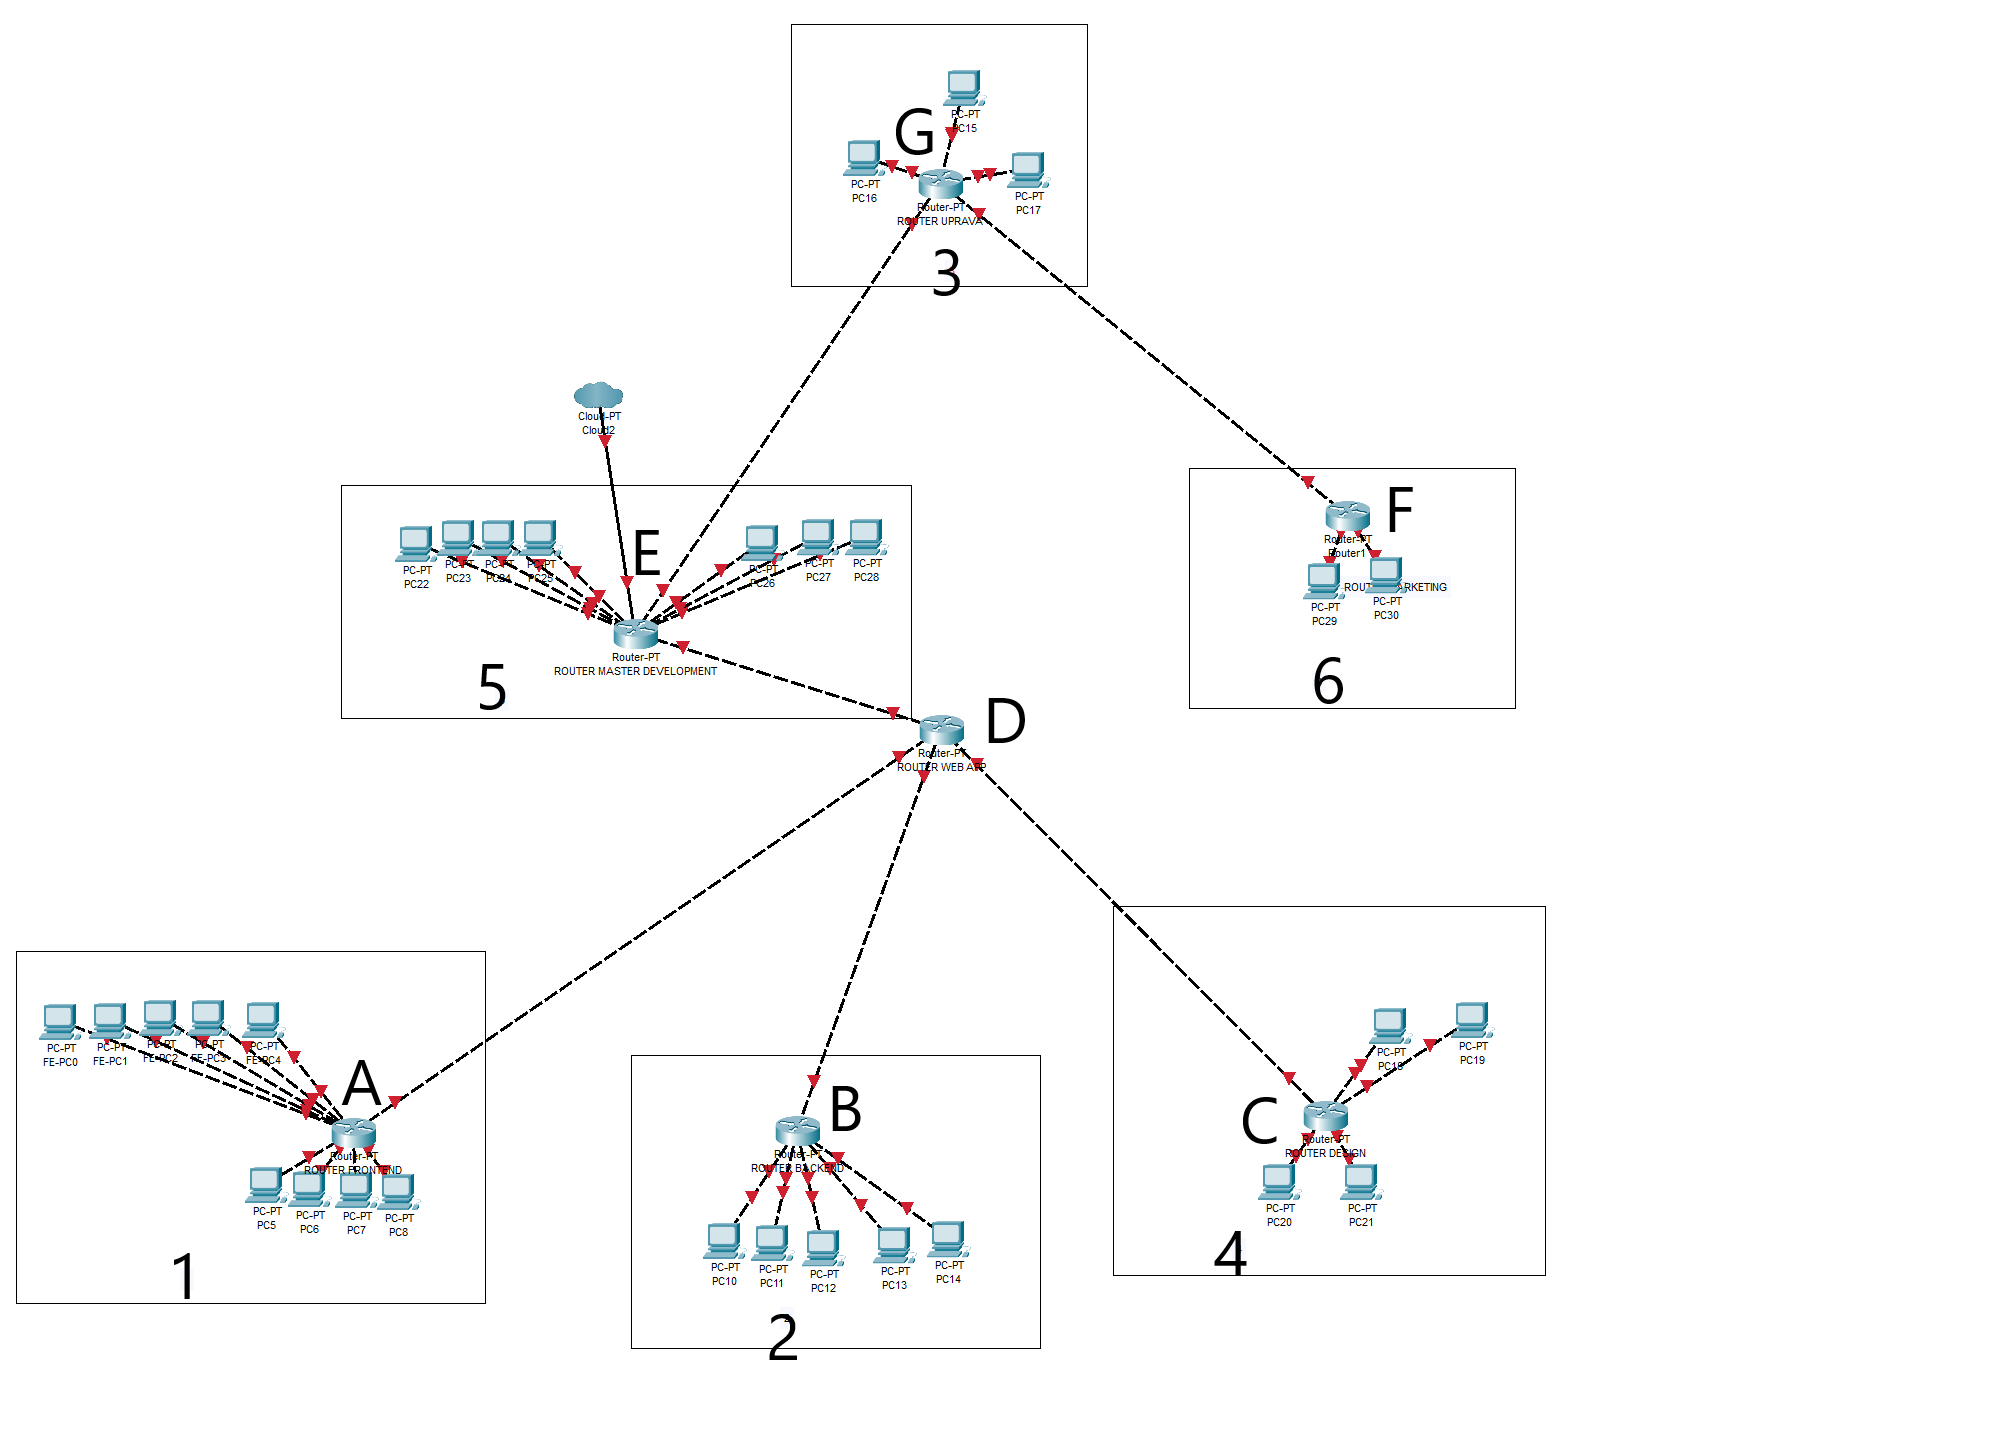 PC-PT
PC15
G
PC-PT
PC16
PC-PT
PC17
Router-PT
ROUTER UPRAVA
3
Cloud-PT
Cloud2
E
PC-PT
PC22
PC-PT
PC23
PC-PT
PC24
PC-PT
PC25
PC-PT
PC26
PC-PT
PC27
PC-PT
PC28
Router-PT
ROUTER MASTER DEVELOPMENT
5
F
Router-PT
Router1
PC-PT
PC29
PC-PT
PC30
6
D
Router-PT
ROUTER WEB APP
PC-PT
FE-PC0
PC-PT
FE-PC1
PC-PT
FE-PC2
PC-PT
FE-PC3
PC-PT
FE-PC4
A
Router-PT
ROUTER FRONTEND
PC-PT
PC5
PC-PT
PC6
PC-PT
PC7
PC-PT
PC8
1
B
Router-PT
ROUTER BACKEND
PC-PT
PC10
PC-PT
PC11
PC-PT
PC12
PC-PT
PC13
PC-PT
PC14
2
PC-PT
PC-PT
PC19
C
Router-PT
ROUTER DESIGN
PC-PT
PC20
PC-PT
PC21
4